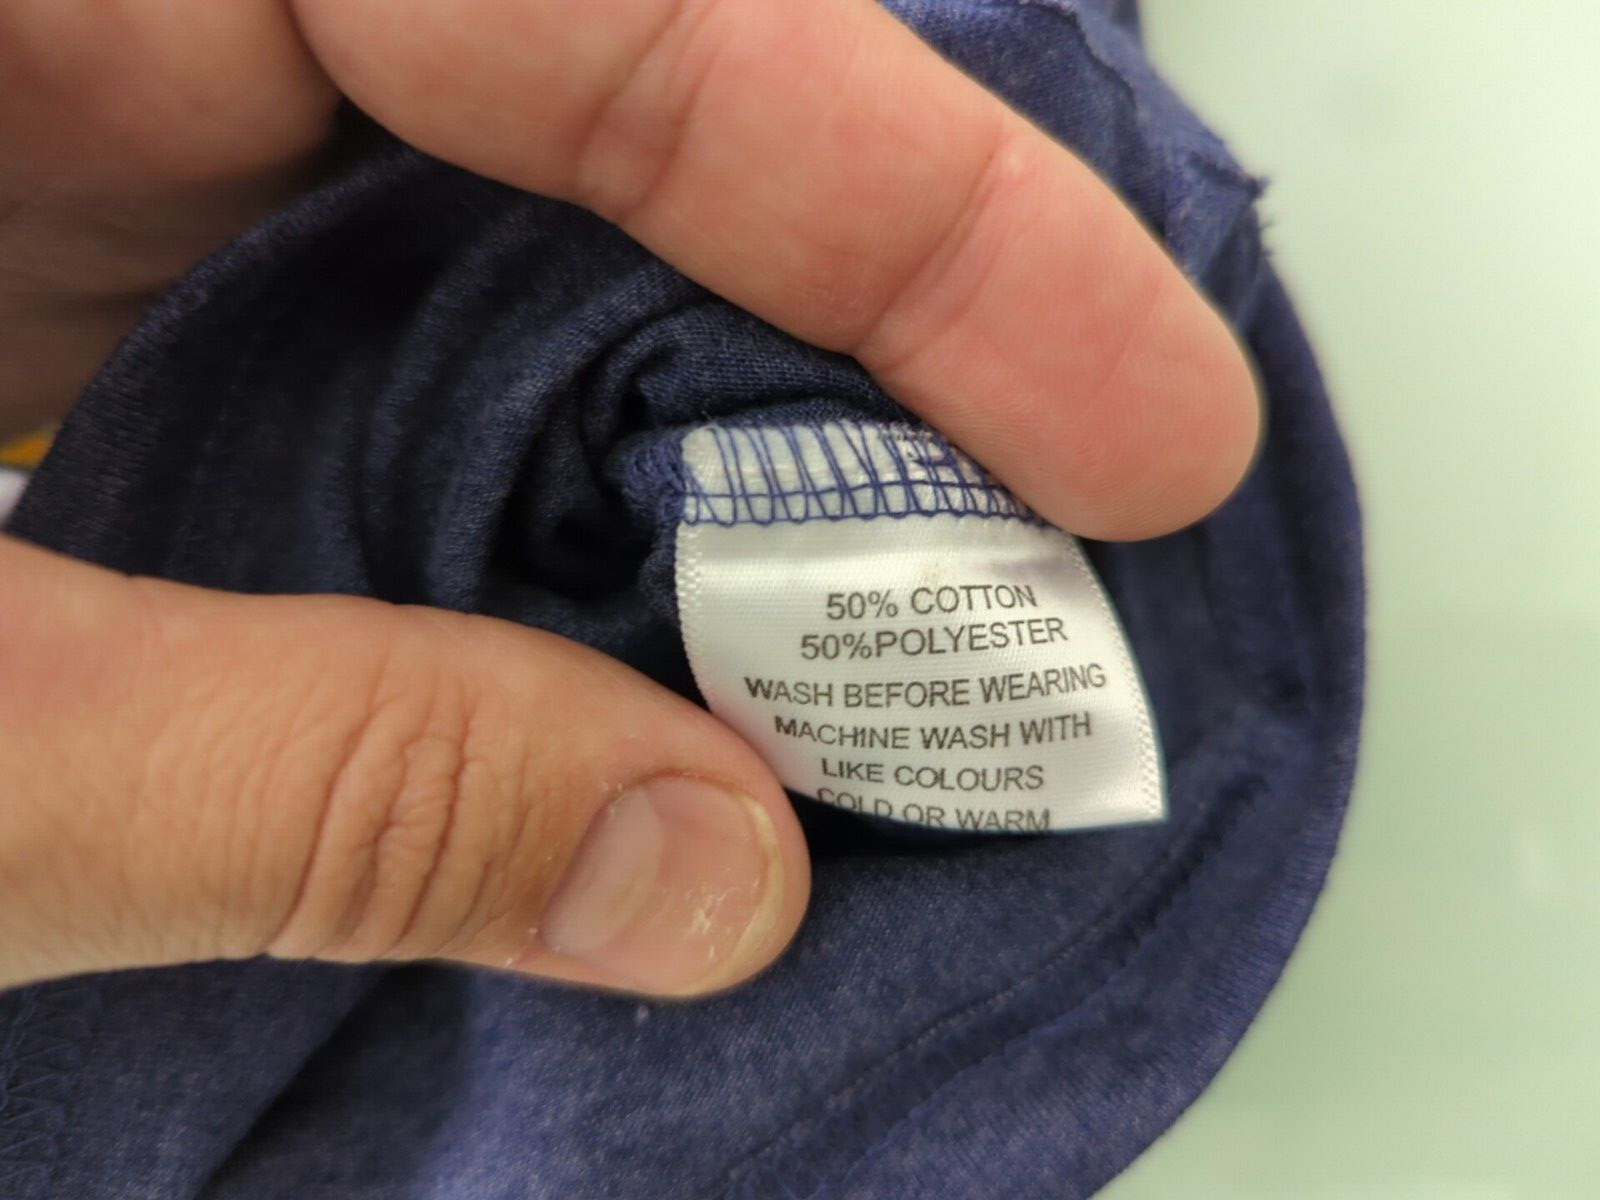 50% COTTON
50%POLYESTER
WASH BEFORE WEARING
MACHINE WASH WITH
LIKE COLOURS
COLD OR WARM